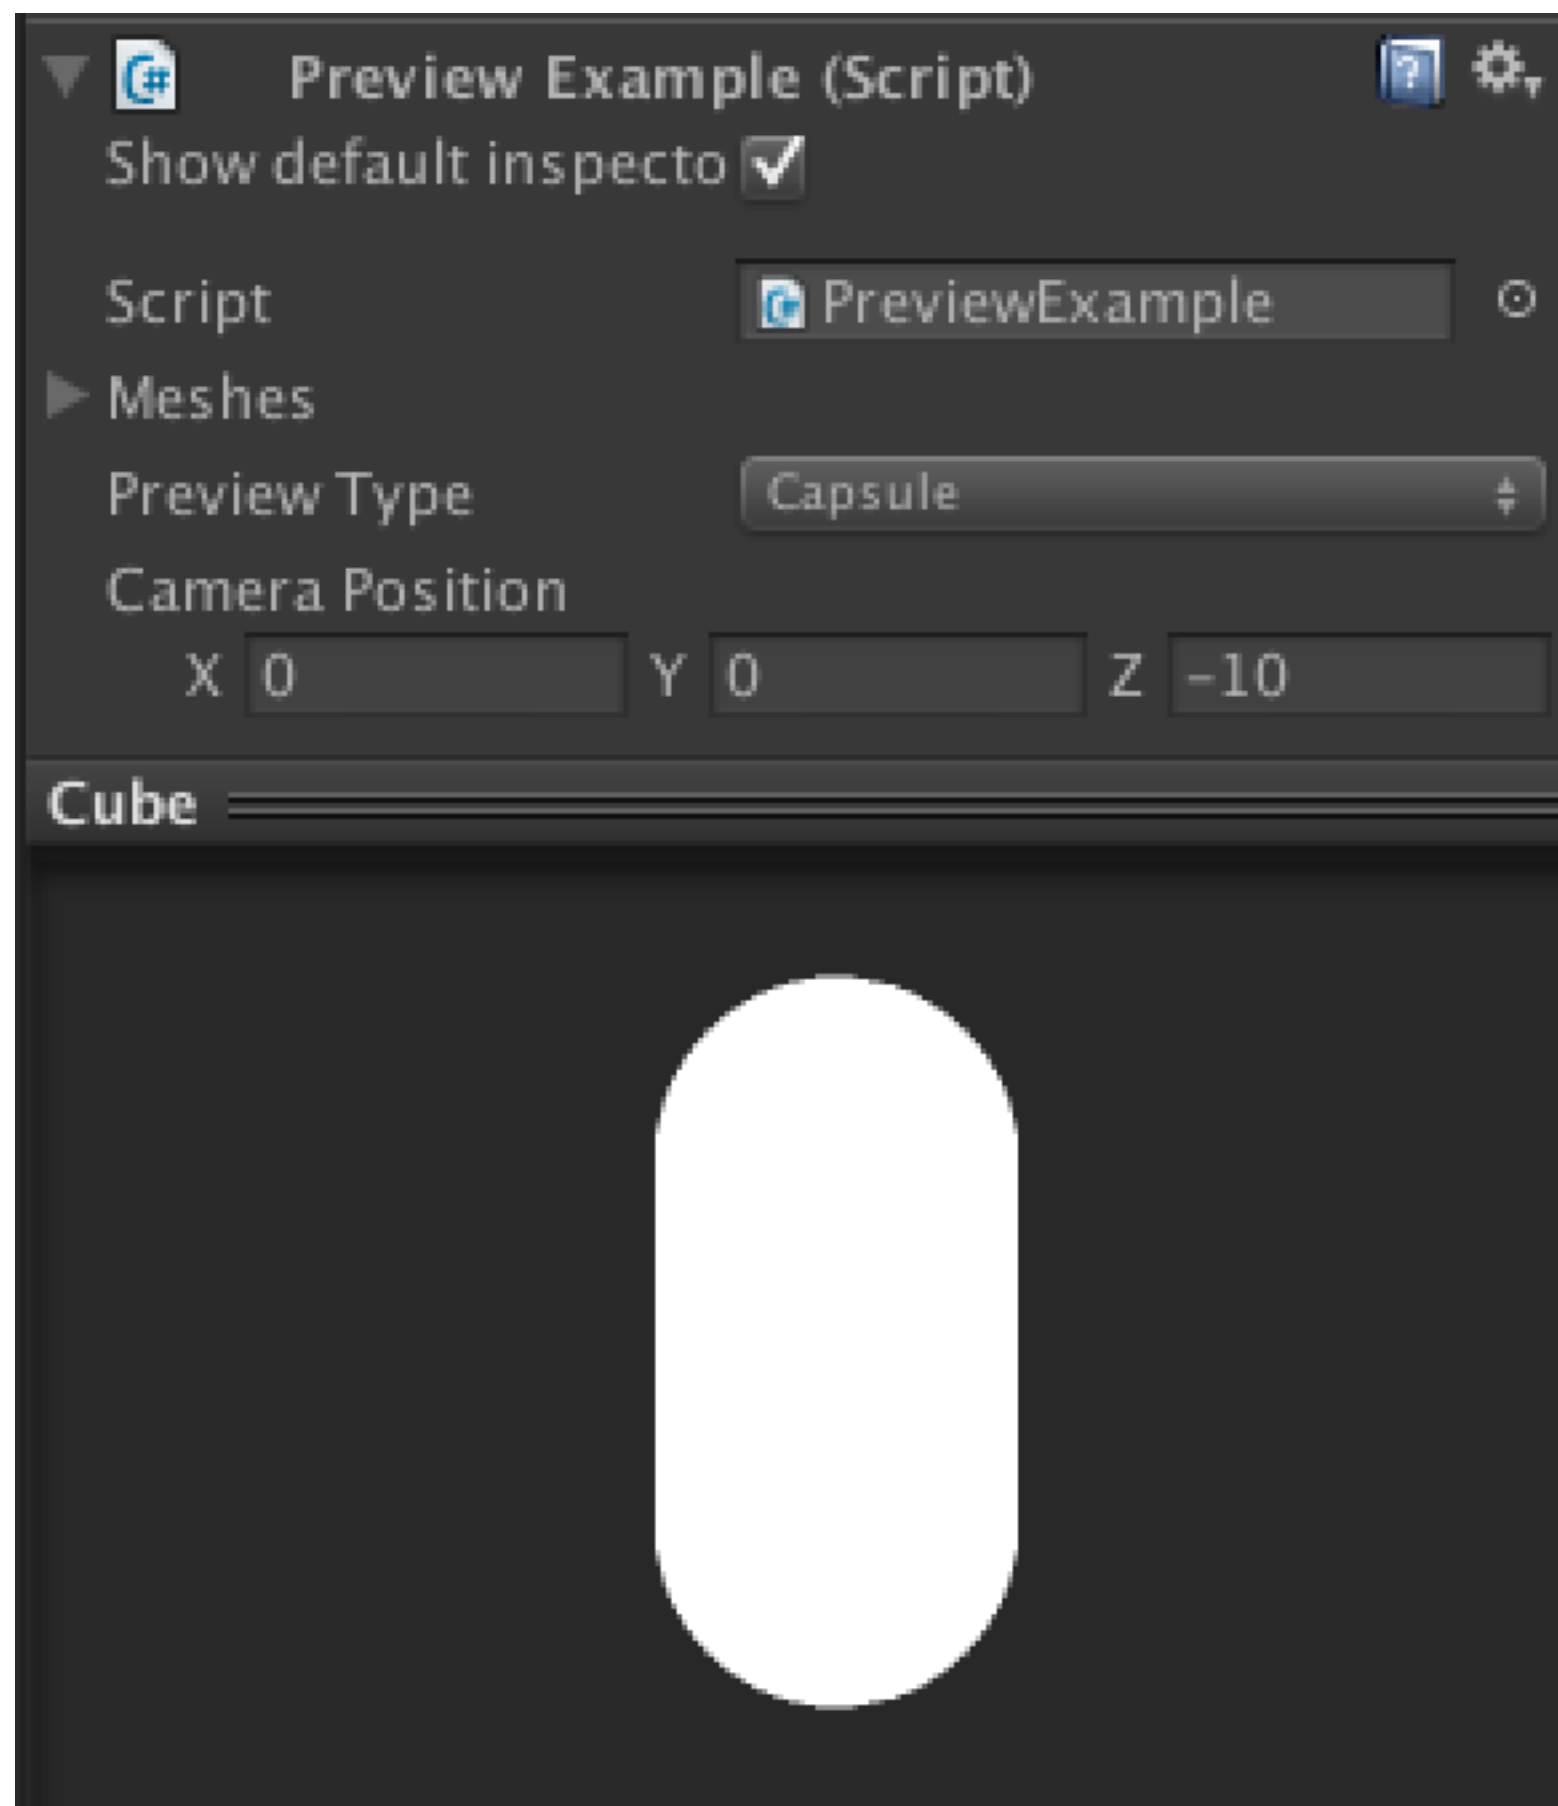 Preview Example (Script)
Show default inspecto
Script PreviewExample
Meshes
Preview Type Capsule
Camera Position
X 0 Y 0 Z -10
Cube